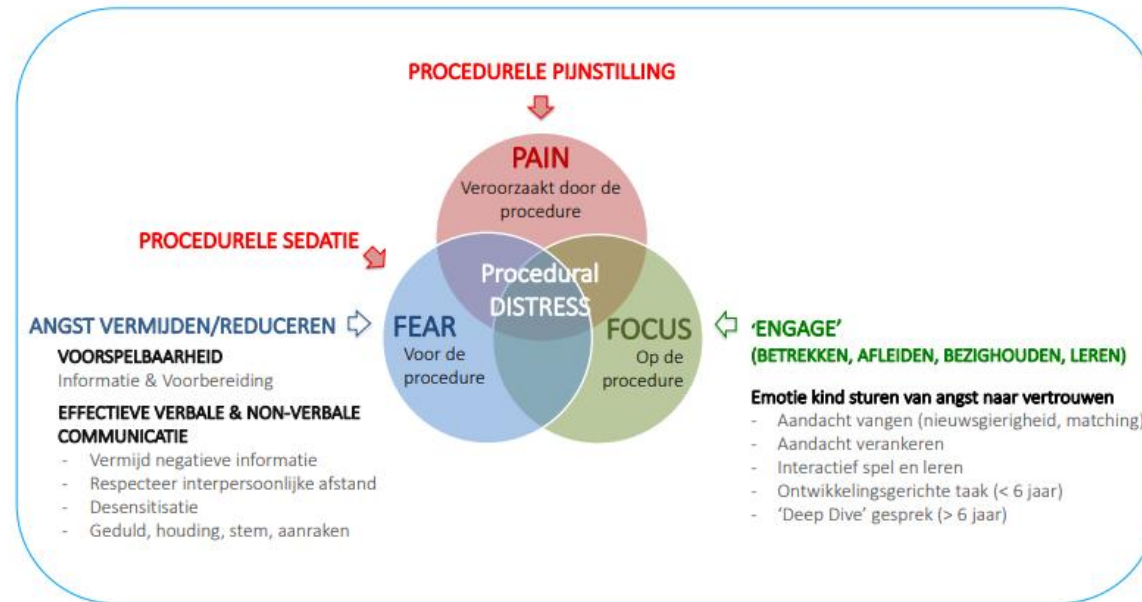 PROCEDURELE PIJNSTILLING
PAIN
Veroorzaakt door de
procedure
PROCEDURELE SEDATIE
Procedural
DISTRESS
ANGST VERMIJDEN/REDUCEREN
VOORSPELBAARHEID
Informatie & Voorbereiding
EFFECTIEVE VERBALE & NON-VERBALE
COMMUNICATIE
- Vermijd negatieve informatie
- Respecteer interpersoonlijke afstand
- Desensitisatie
- Geduld, houding, stem, aanraken
FEAR
Voor de
procedure
FOCUS
Op de
procedure
‘ENGAGE’
(BETREKKEN, AFLEIDEN, BEZIGHOUDEN, LEREN)
Emotie kind sturen van angst naar vertrouwen
- Aandacht vangen (nieuwsgierigheid, matching)
- Aandacht verankeren
- Interactief spel en leren
- Ontwikkelingsgerichte taak (< 6 jaar)
- ‘Deep Dive’ gesprek (> 6 jaar)